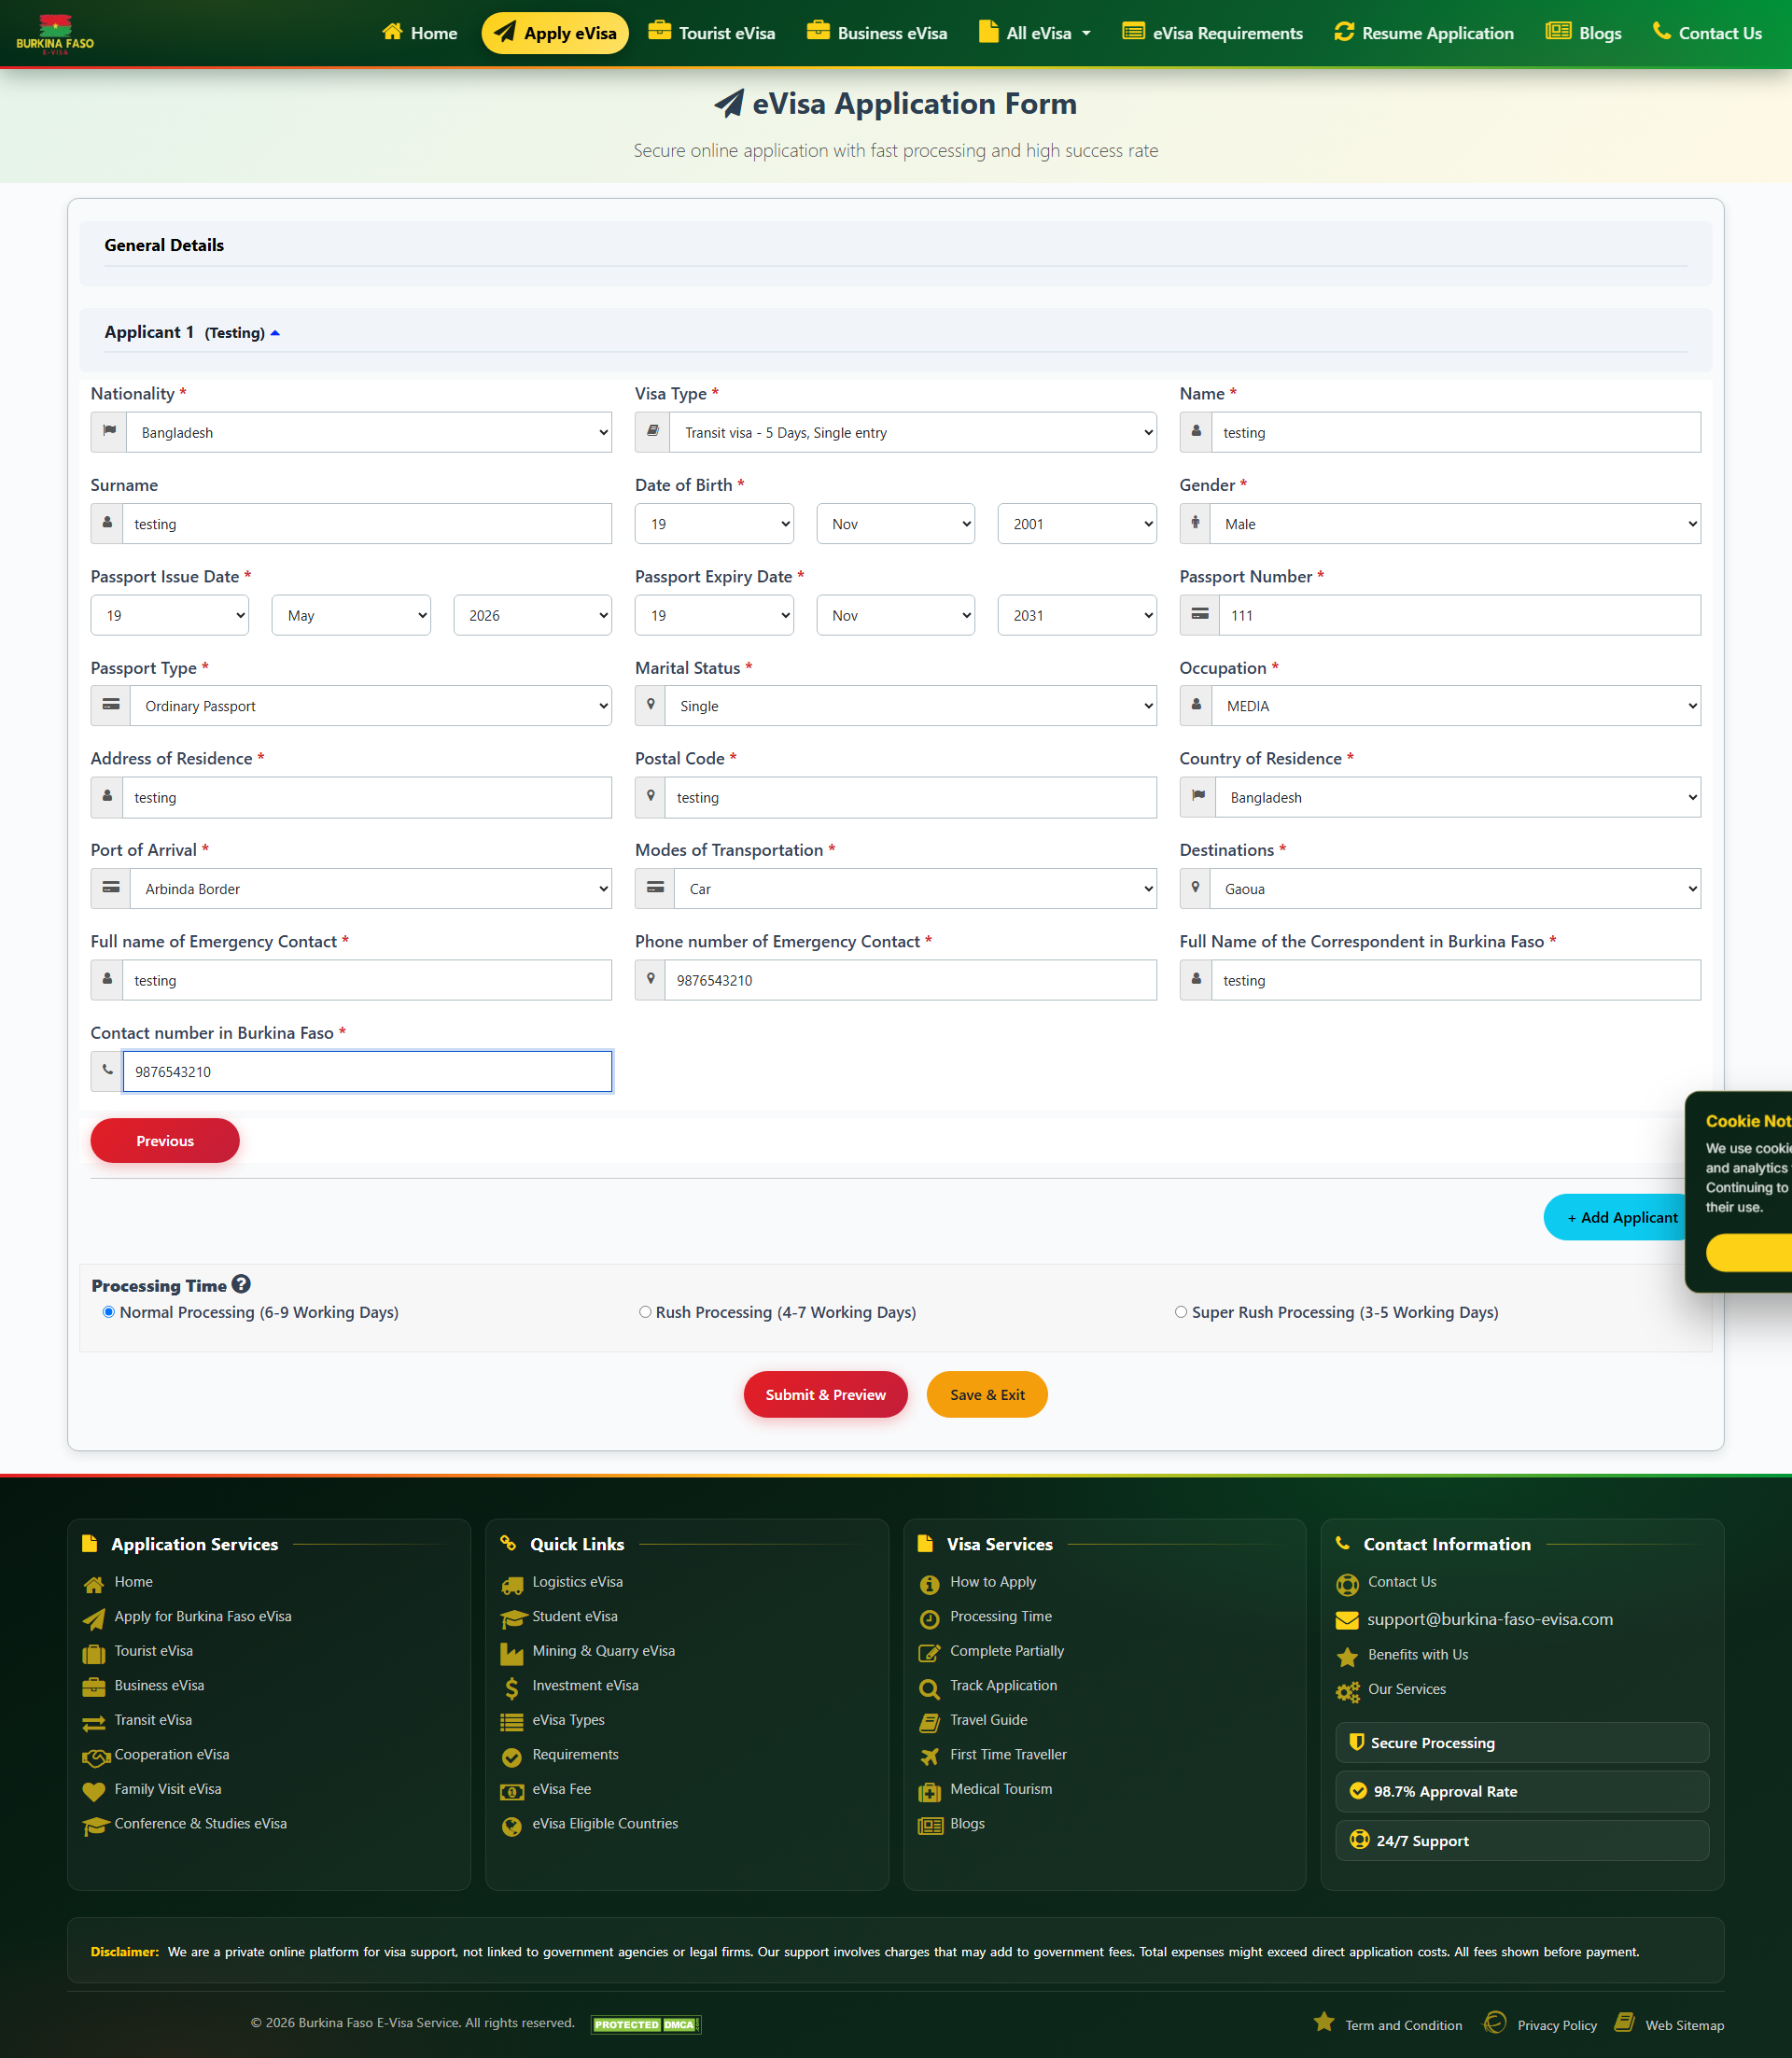 BURKINA FASO
E-VISA
Home
Apply eVisa
Tourist eVisa
Business eVisa
All eVisa
eVisa Requirements
Resume Application
Blogs
Contact Us
eVisa Application Form
Secure online application with fast processing and high success rate
General Details
Applicant 1 (Testing)
Nationality * Visa Type * Name *
Bangladesh Transit visa - 5 Days, Single entry testing
Surname Date of Birth * Gender *
testing 19 Nov 2001 Male
Passport Issue Date * Passport Expiry Date * Passport Number *
19 May 2026 19 Nov 2031 111
Passport Type * Marital Status * Occupation *
Ordinary Passport Single MEDIA
Address of Residence * Postal Code * Country of Residence *
testing testing Bangladesh
Port of Arrival * Modes of Transportation * Destinations *
Arbinda Border Car Gaoua
Full name of Emergency Contact * Phone number of Emergency Contact * Full Name of the Correspondent in Burkina Faso *
testing 9876543210 testing
Contact number in Burkina Faso *
9876543210
Previous
Cookie Not
We use cookie
and analytics
Continuing to
their use.
+ Add Applicant
Processing Time ?
Normal Processing (6-9 Working Days) Rush Processing (4-7 Working Days) Super Rush Processing (3-5 Working Days)
Submit & Preview Save & Exit
Application Services
Home
Apply for Burkina Faso eVisa
Tourist eVisa
Business eVisa
Transit eVisa
Cooperation eVisa
Family Visit eVisa
Conference & Studies eVisa
Quick Links
Logistics eVisa
Student eVisa
Mining & Quarry eVisa
Investment eVisa
eVisa Types
Requirements
eVisa Fee
eVisa Eligible Countries
Visa Services
How to Apply
Processing Time
Complete Partially
Track Application
Travel Guide
First Time Traveller
Medical Tourism
Blogs
Contact Information
Contact Us
support@burkina-faso-evisa.com
Benefits with Us
Our Services
Secure Processing
98.7% Approval Rate
24/7 Support
Disclaimer: We are a private online platform for visa support, not linked to government agencies or legal firms. Our support involves charges that may add to government fees. Total expenses might exceed direct application costs. All fees shown before payment.
© 2026 Burkina Faso E-Visa Service. All rights reserved. PROTECTED DMCA
Term and Condition Privacy Policy Web Sitemap